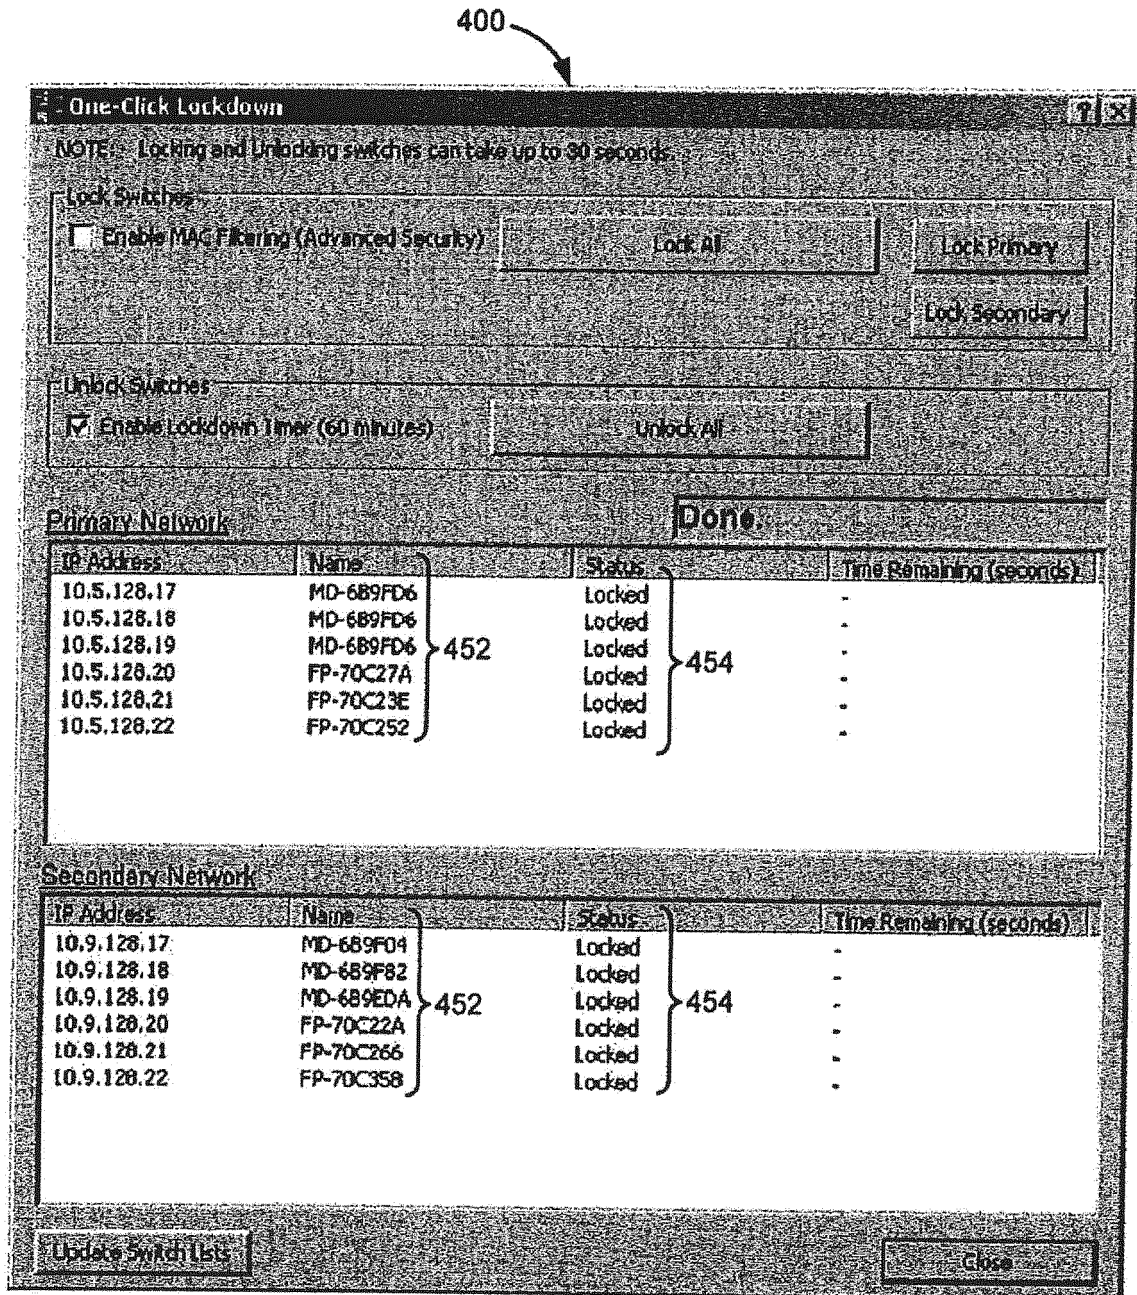 400
One-Click Lockdown ? X
NOTE: Locking and Unlocking switches can take up to 30 seconds.
Lock Switches
Enable MAC Filtering (Advanced Security) Lock All Lock Primary
Lock Secondary
Unlock Switches
Enable Lockdown Timer (60 minutes) Unlock All
Primary Network Done.
IP Address Name Status Time Remaining (seconds)
10.5.128.17 MD-6B9FD6 Locked -
10.5.128.18 MD-6B9FD6 Locked -
10.5.128.19 MD-6B9FD6 452 Locked -
10.5.128.20 FP-70C27A Locked 454 -
10.5.128.21 FP-70C23E Locked -
10.5.128.22 FP-70C252 Locked -
Secondary Network
IP Address Name Status Time Remaining (seconds)
10.9.128.17 MD-6B9F04 Locked -
10.9.128.18 MD-6B9F82 Locked -
10.9.128.19 MD-6B9EDA 452 Locked 454 -
10.9.128.20 FP-70C22A Locked -
10.9.128.21 FP-70C266 Locked -
10.9.128.22 FP-70C358 Locked -
Update Switch Lists Close